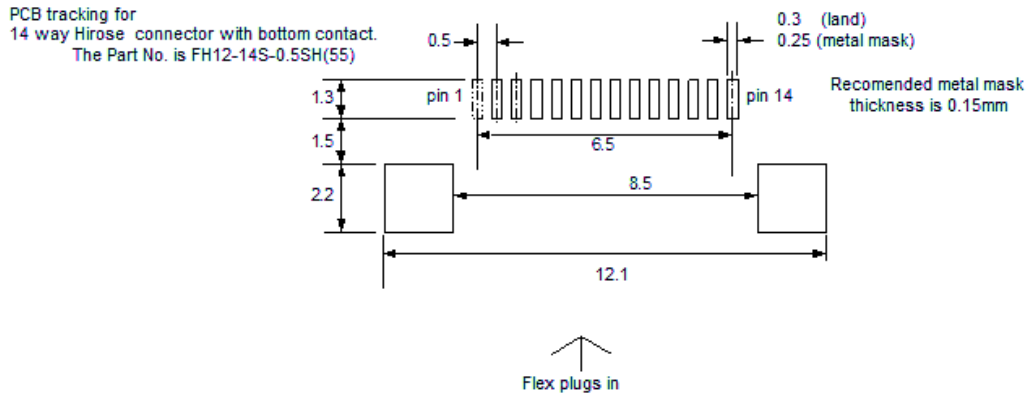 PCB tracking for
14 way Hirose connector with bottom contact.
The Part No. is FH12-14S-0.5SH(55)
0.5
0.3 (land)
0.25 (metal mask)
1.3
pin 1
pin 14
Recomended metal mask
thickness is 0.15mm
1.5
6.5
2.2
8.5
12.1
Flex plugs in